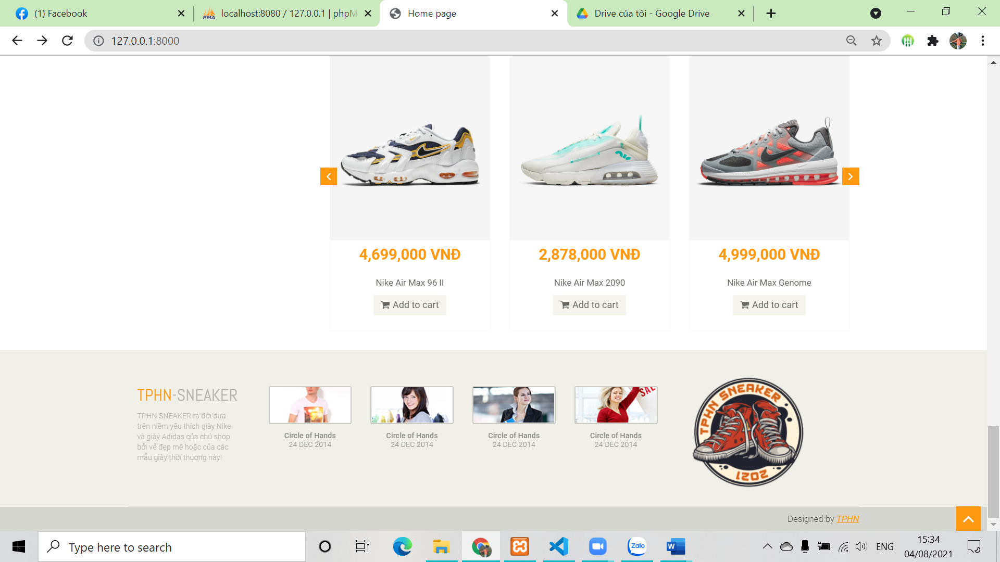 (1) Facebook
localhost:8080 / 127.0.0.1 | phpM
Home page
Drive của tôi - Google Drive
127.0.0.1:8000
4,699,000 VNĐ
2,878,000 VNĐ
4,999,000 VNĐ
Nike Air Max 96 II
Nike Air Max 2090
Nike Air Max Genome
Add to cart
Add to cart
Add to cart
TPHN-SNEAKER
TPHN SNEAKER ra đời dựa
trên niềm yêu thích giày Nike
và giày Adidas của chủ shop
bởi vẻ đẹp mê hoặc của các
mẫu giày thời thượng này!
SALE
Circle of Hands
24 DEC 2014
Circle of Hands
24 DEC 2014
Circle of Hands
24 DEC 2014
Circle of Hands
24 DEC 2014
TPHN SNEAKER
2021
Designed by TPHN
Type here to search
Zalo
W
ENG
15:34
04/08/2021